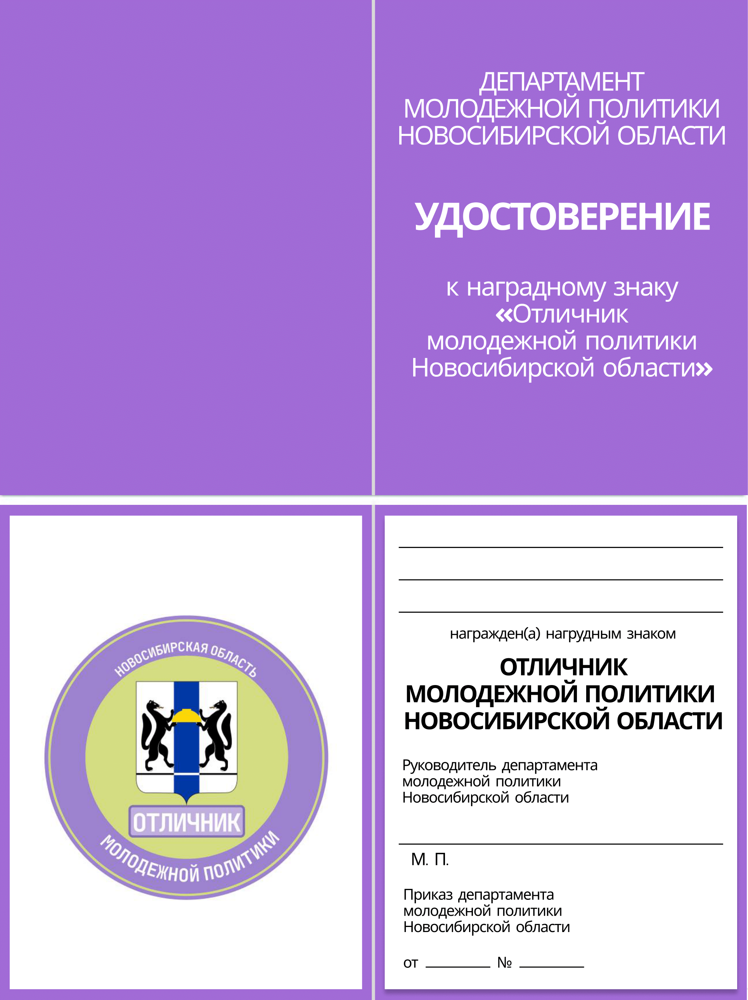 ДЕПАРТАМЕНТ
МОЛОДЕЖНОЙ ПОЛИТИКИ
НОВОСИБИРСКОЙ ОБЛАСТИ
УДОСТОВЕРЕНИЕ
к наградному знаку
«Отличник
молодежной политики
Новосибирской области»
НОВОСИБИРСКАЯ ОБЛАСТЬ
ОТЛИЧНИК
МОЛОДЕЖНОЙ ПОЛИТИКИ
награжден(а) нагрудным знаком
ОТЛИЧНИК
МОЛОДЕЖНОЙ ПОЛИТИКИ
НОВОСИБИРСКОЙ ОБЛАСТИ
Руководитель департамента
молодежной политики
Новосибирской области
М. П.
Приказ департамента
молодежной политики
Новосибирской области
от ________ № ________